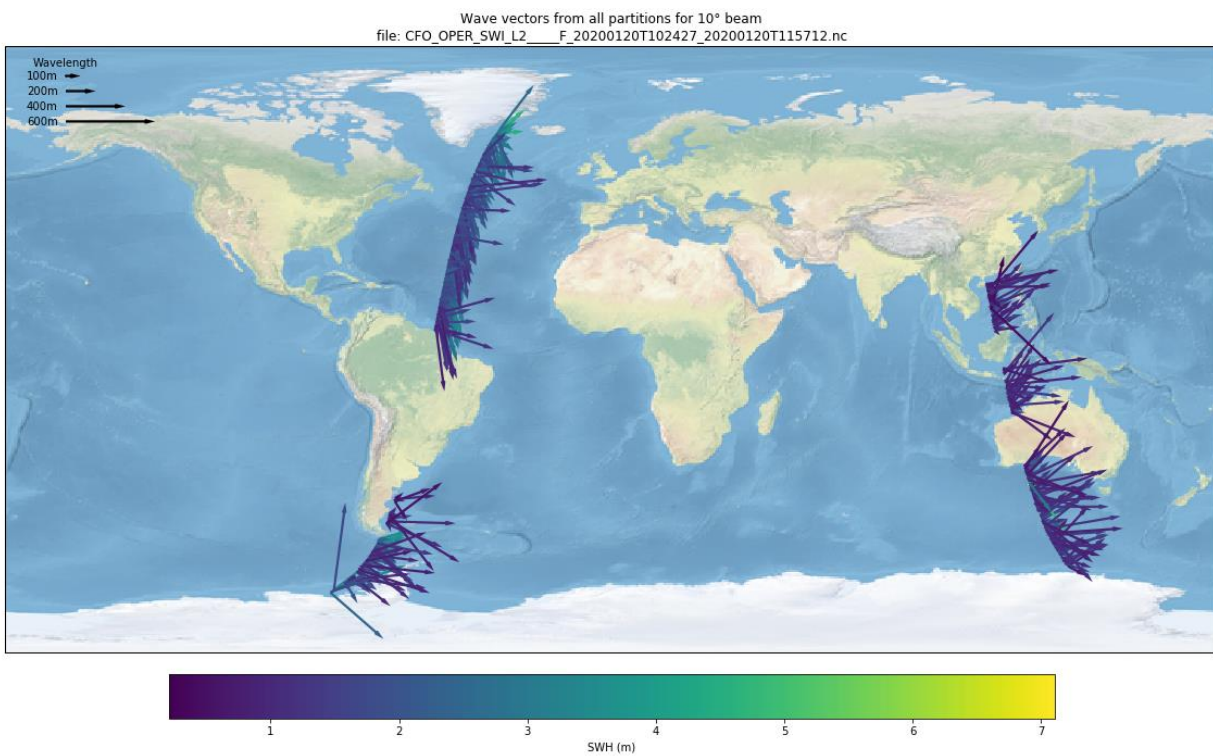 Wave vectors from all partitions for 10° beam
file: CFO_OPER_SWI_L2_____F_20200120T102427_20200120T115712.nc
Wavelength
100m
200m
400m
600m
1 2 3 4 5 6 7
SWH (m)